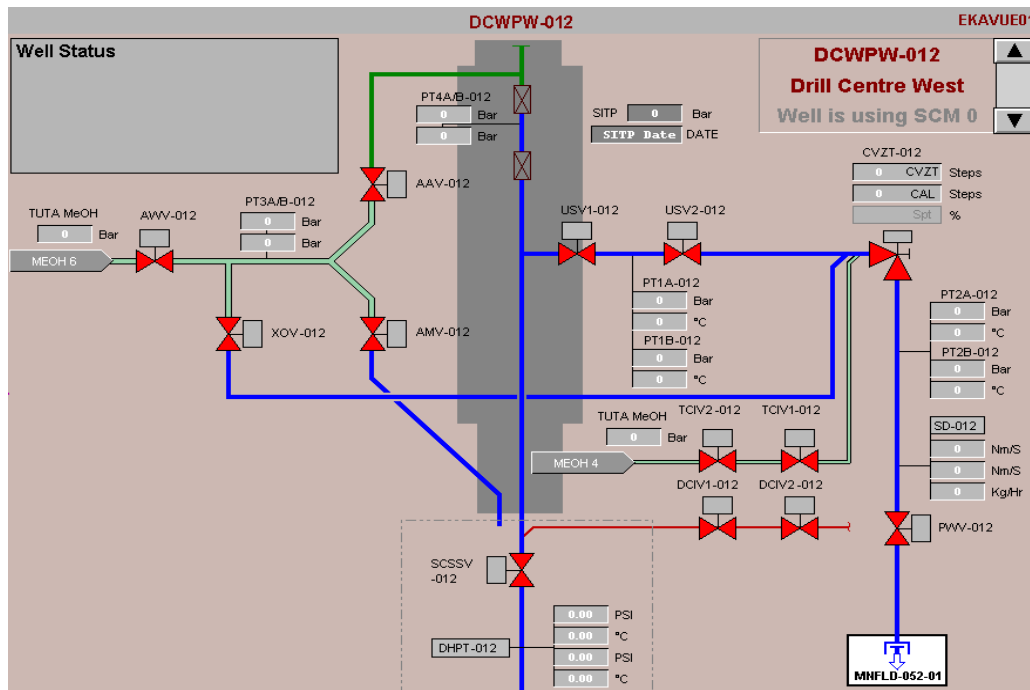 DCWPW-012
EKAVUE01
Well Status
DCWPW-012
Drill Centre West
Well is using SCM 0
PT4A/B-012
0 Bar
0 Bar
SITP 0 Bar
SITP Date DATE
CVZT-012
0 CVZT Steps
0 CAL Steps
Spt %
AAV-012
TUTA MeOH
0 Bar
AWV-012
PT3A/B-012
0 Bar
0 Bar
USV1-012
USV2-012
MEOH 6
PT1A-012
0 Bar
0 °C
PT1B-012
0 Bar
0 °C
PT2A-012
0 Bar
0 °C
PT2B-012
0 Bar
0 °C
XOV-012
AMV-012
TUTA MeOH
0 Bar
TCIV2-012
TCIV1-012
MEOH 4
SD-012
0 Nm/S
0 Nm/S
0 Kg/Hr
DCIV1-012
DCIV2-012
PWV-012
SCSSV
-012
DHPT-012
0.00 PSI
0.00 °C
0.00 PSI
0.00 °C
MNFLD-052-01